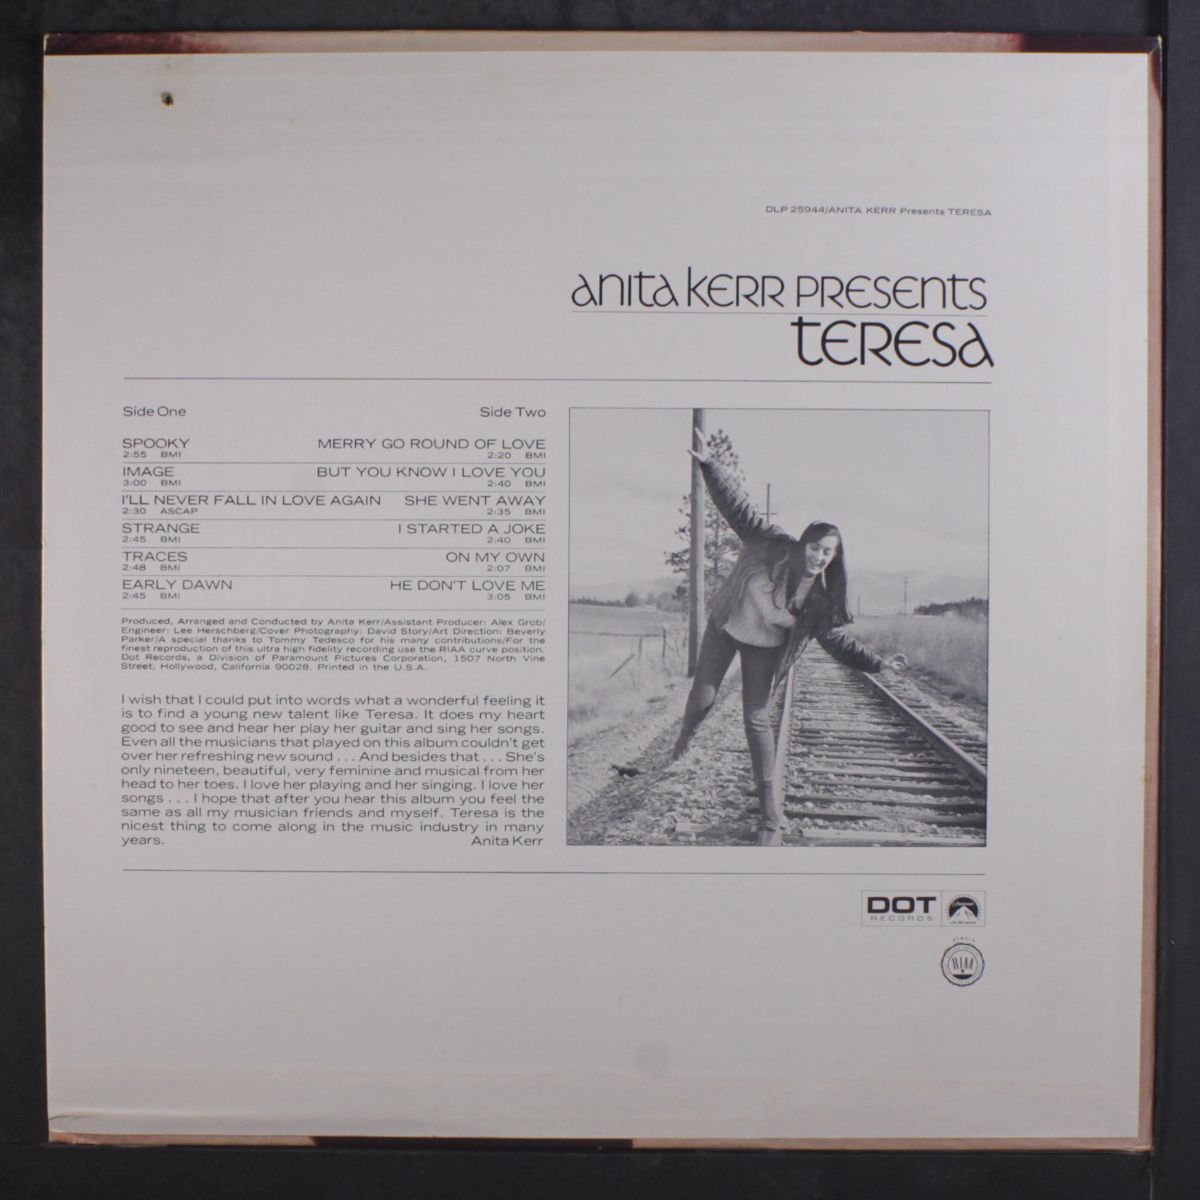 DLP 25944/ANITA KERR Presents TERESA
anita KERR PRESENTS
TERESA
Side One
SPOOKY
2:55 BMI
IMAGE
3:00 BMI
I'LL NEVER FALL IN LOVE AGAIN
2:30 ASCAP
STRANGE
2:45 BMI
TRACES
2:48 BMI
EARLY DAWN
2:45 BMI
Side Two
MERRY GO ROUND OF LOVE
2:20 BMI
BUT YOU KNOW I LOVE YOU
2:40 BMI
SHE WENT AWAY
2:35 BMI
I STARTED A JOKE
2:40 BMI
ON MY OWN
2:07 BMI
HE DON'T LOVE ME
3:05 BMI
Produced, Arranged and Conducted by Anita Kerr/Assistant Producer: Alex Grob/
Engineer: Lee Herschberg/Cover Photography: David Story/Art Direction: Beverly
Parker/A special thanks to Tommy Tedesco for his many contributions/For the
finest reproduction of this ultra high fidelity recording use the RIAA curve position.
Dot Records, a Division of Paramount Pictures Corporation, 1507 North Vine
Street, Hollywood, California 90028. Printed in the U.S.A.
I wish that I could put into words what a wonderful feeling it
is to find a young new talent like Teresa. It does my heart
good to see and hear her play her guitar and sing her songs.
Even all the musicians that played on this album couldn't get
over her refreshing new sound . . . And besides that . . . She's
only nineteen, beautiful, very feminine and musical from her
head to her toes. I love her playing and her singing. I love her
songs . . . I hope that after you hear this album you feel the
same as all my musician friends and myself. Teresa is the
nicest thing to come along in the music industry in many
years. Anita Kerr
DOT
RECORDS
Paramount
RIAA